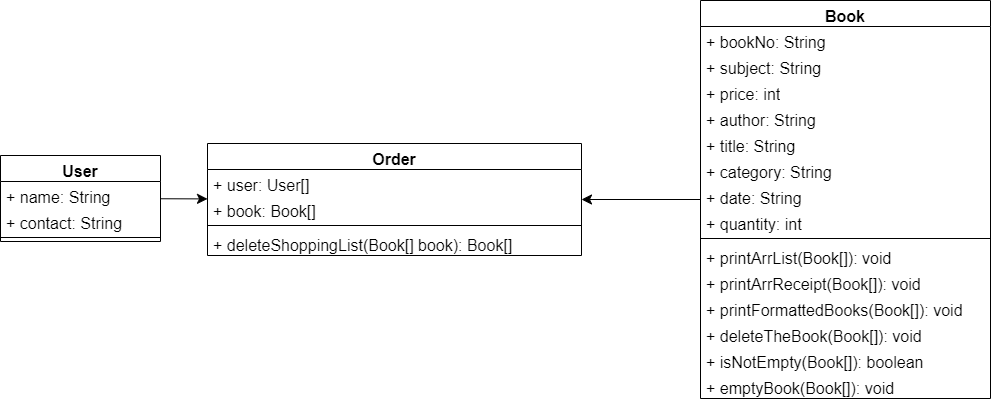 User
+ name: String
+ contact: String
Order
+ user: User[]
+ book: Book[]
+ deleteShoppingList(Book[] book): Book[]
Book
+ bookNo: String
+ subject: String
+ price: int
+ author: String
+ title: String
+ category: String
+ date: String
+ quantity: int
+ printArrList(Book[]): void
+ printArrReceipt(Book[]): void
+ printFormattedBooks(Book[]): void
+ deleteTheBook(Book[]): void
+ isNotEmpty(Book[]): boolean
+ emptyBook(Book[]): void